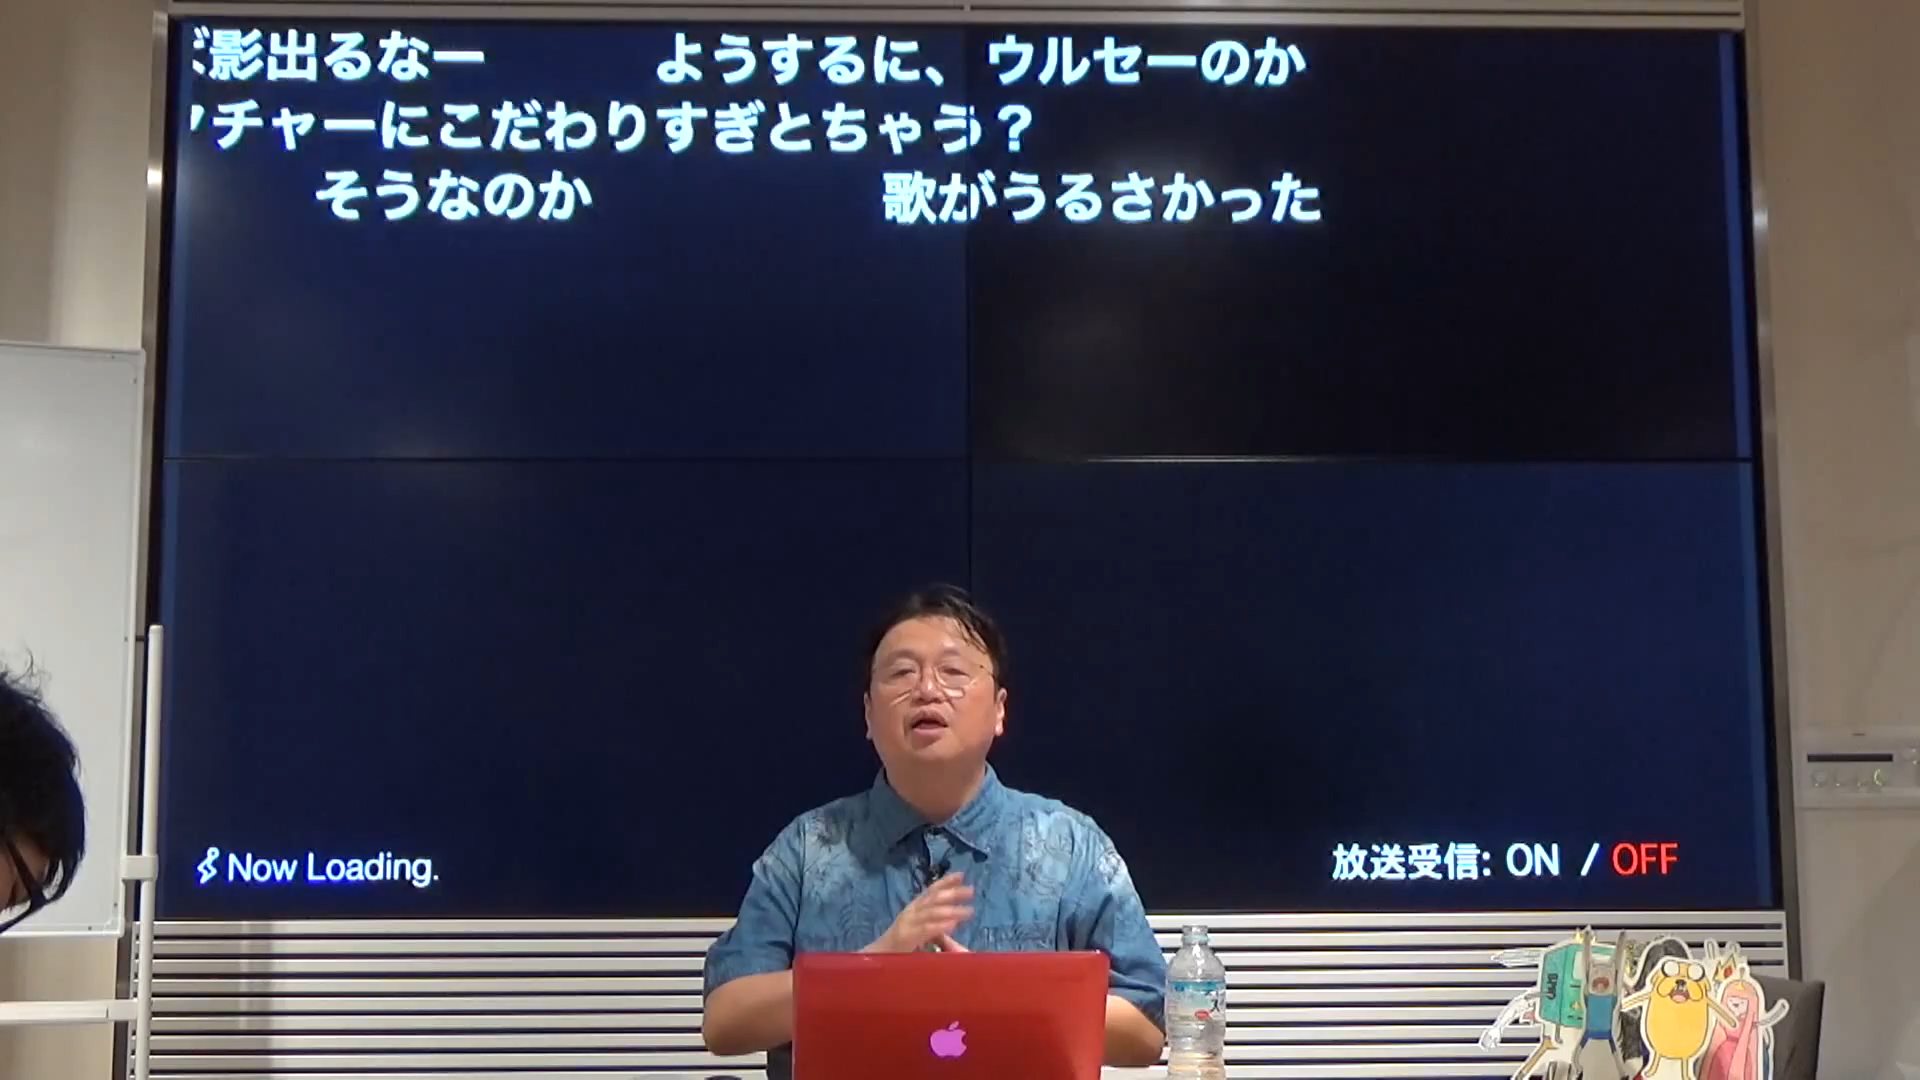 影出るなー ようするに、ウルセーのか
チャーにこだわりすぎとちゃう？
そうなのか 歌がうるさかった
Now Loading.
放送受信: ON / OFF